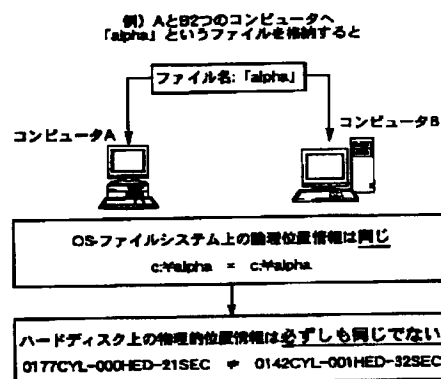 例）AとB2つのコンピュータへ
「alpha」というファイルを格納すると
ファイル名:「alpha」
コンピュータA
コンピュータB
OS-ファイルシステム上の論理位置情報は同じ
c:¥alpha = c:¥alpha
ハードディスク上の物理的位置情報は必ずしも同じでない
0177CYL-000HED-21SEC ≠ 0142CYL-001HED-32SEC